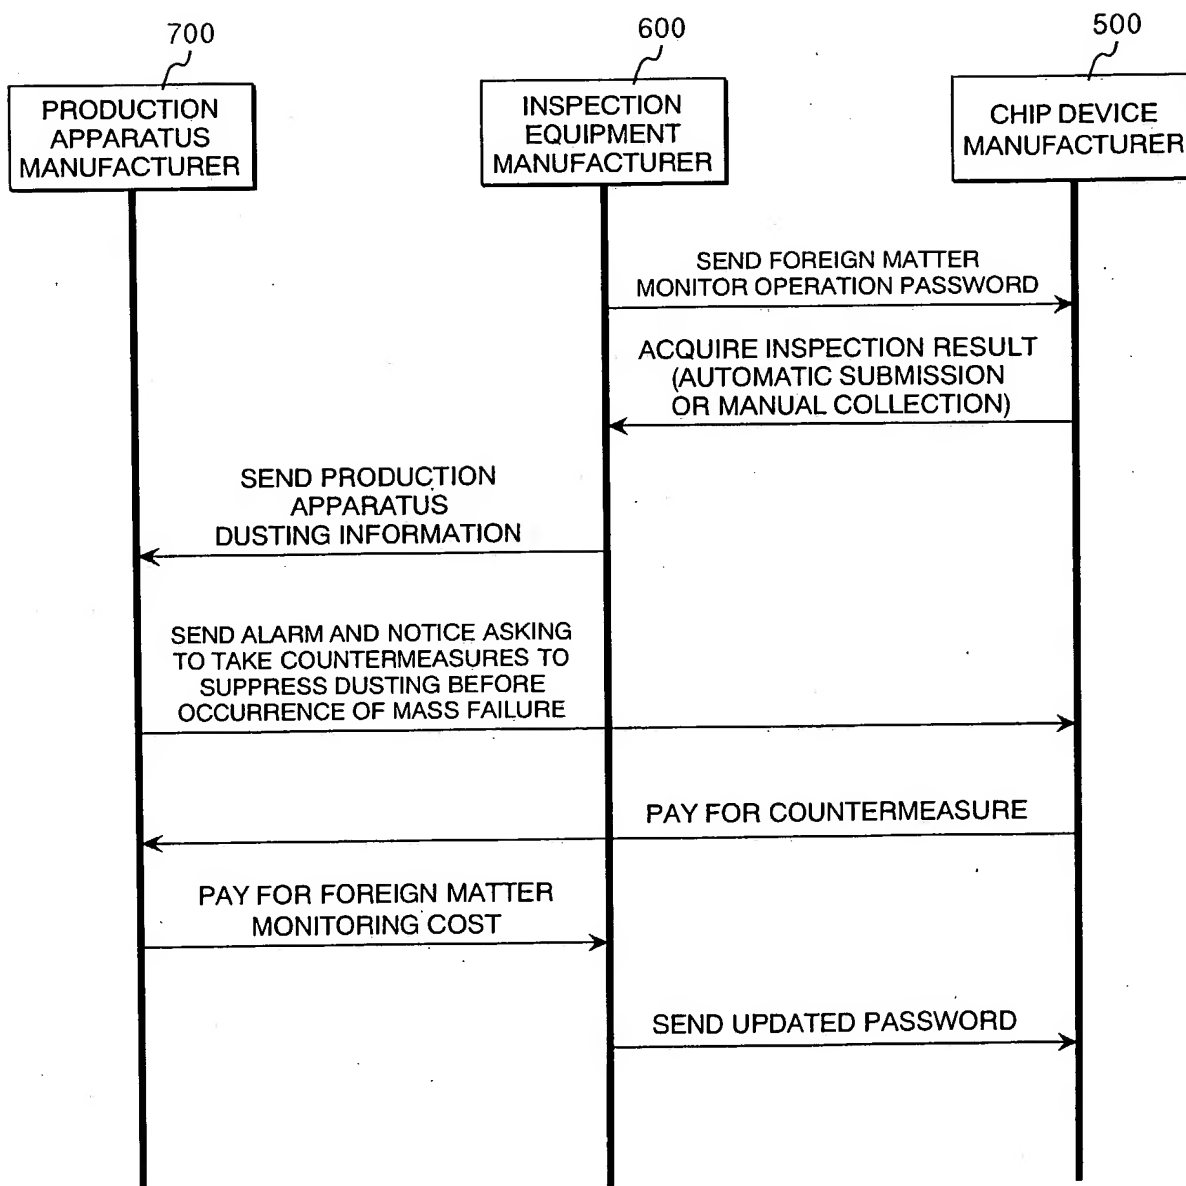 700
600
500
PRODUCTION
APPARATUS
MANUFACTURER
INSPECTION
EQUIPMENT
MANUFACTURER
CHIP DEVICE
MANUFACTURER
SEND FOREIGN MATTER
MONITOR OPERATION PASSWORD
ACQUIRE INSPECTION RESULT
(AUTOMATIC SUBMISSION
OR MANUAL COLLECTION)
SEND PRODUCTION
APPARATUS
DUSTING INFORMATION
SEND ALARM AND NOTICE ASKING
TO TAKE COUNTERMEASURES TO
SUPPRESS DUSTING BEFORE
OCCURRENCE OF MASS FAILURE
PAY FOR COUNTERMEASURE
PAY FOR FOREIGN MATTER
MONITORING COST
SEND UPDATED PASSWORD